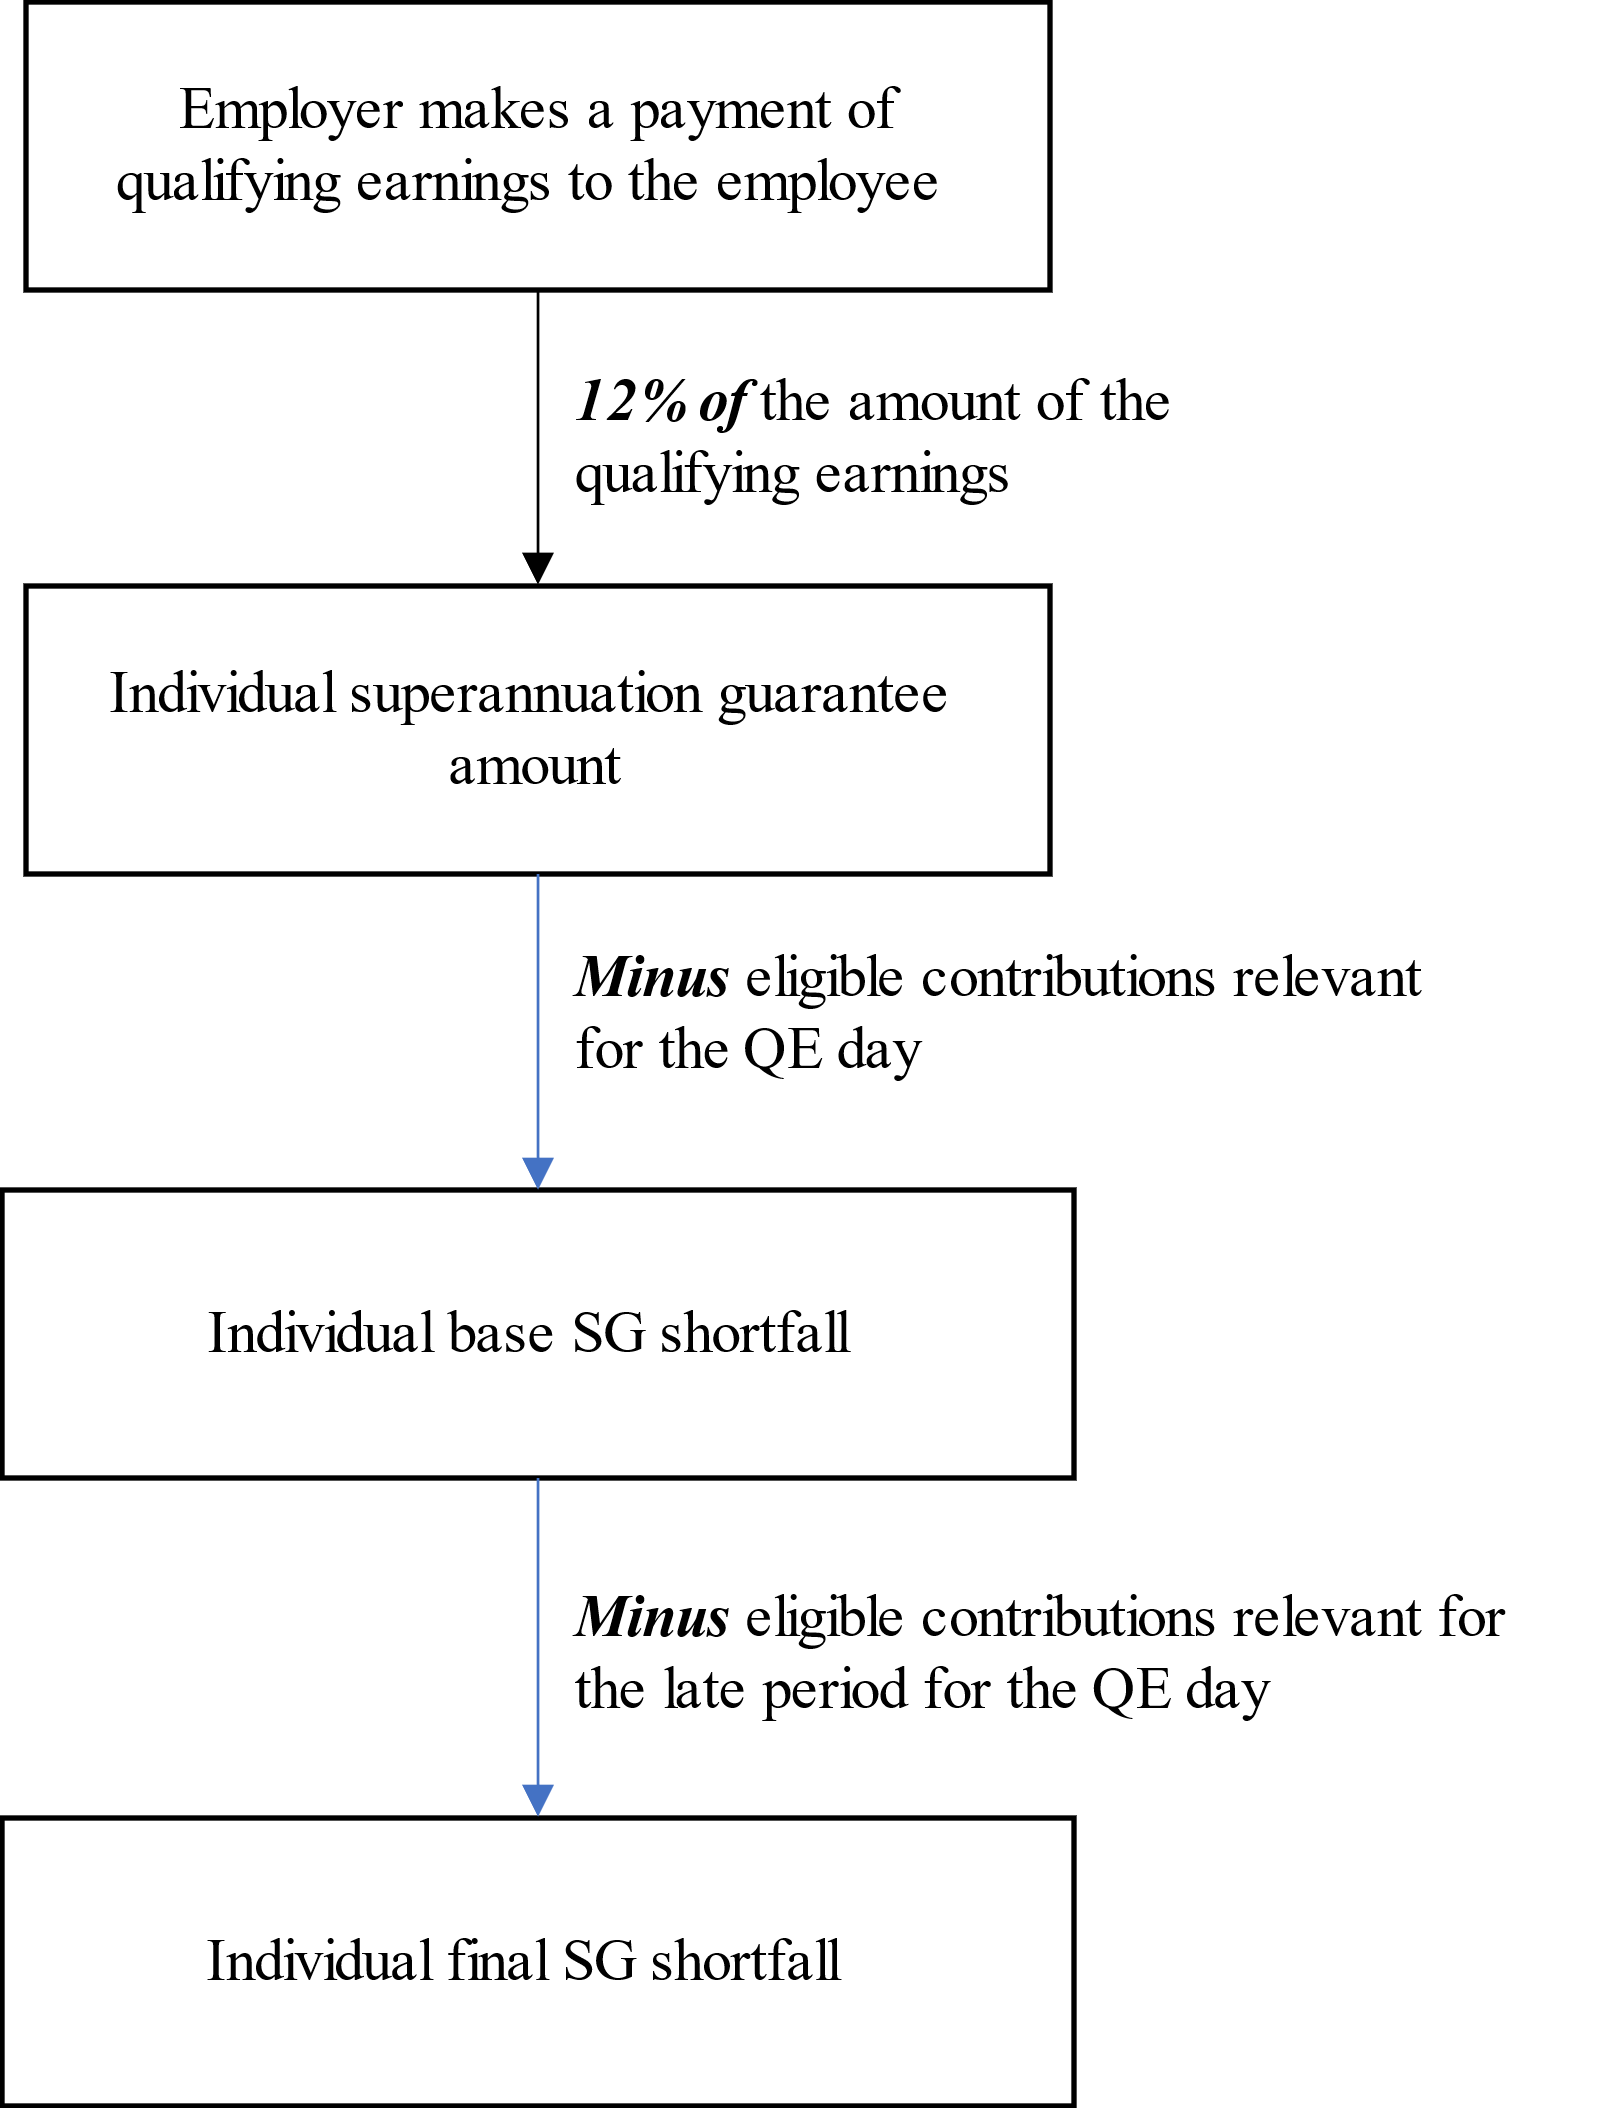 Employer makes a payment of
qualifying earnings to the employee
12% of the amount of the
qualifying earnings
Individual superannuation guarantee
amount
Minus eligible contributions relevant
for the QE day
Individual base SG shortfall
Minus eligible contributions relevant for
the late period for the QE day
Individual final SG shortfall